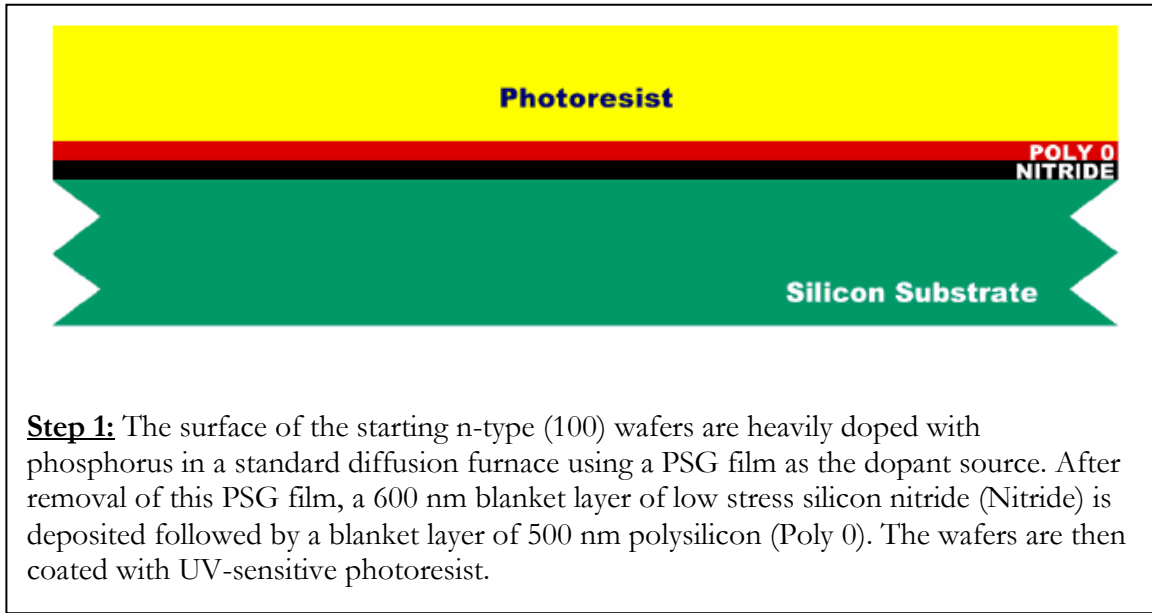 Photoresist
POLY 0
NITRIDE
Silicon Substrate
Step 1: The surface of the starting n-type (100) wafers are heavily doped with
phosphorus in a standard diffusion furnace using a PSG film as the dopant source. After
removal of this PSG film, a 600 nm blanket layer of low stress silicon nitride (Nitride) is
deposited followed by a blanket layer of 500 nm polysilicon (Poly 0). The wafers are then
coated with UV-sensitive photoresist.